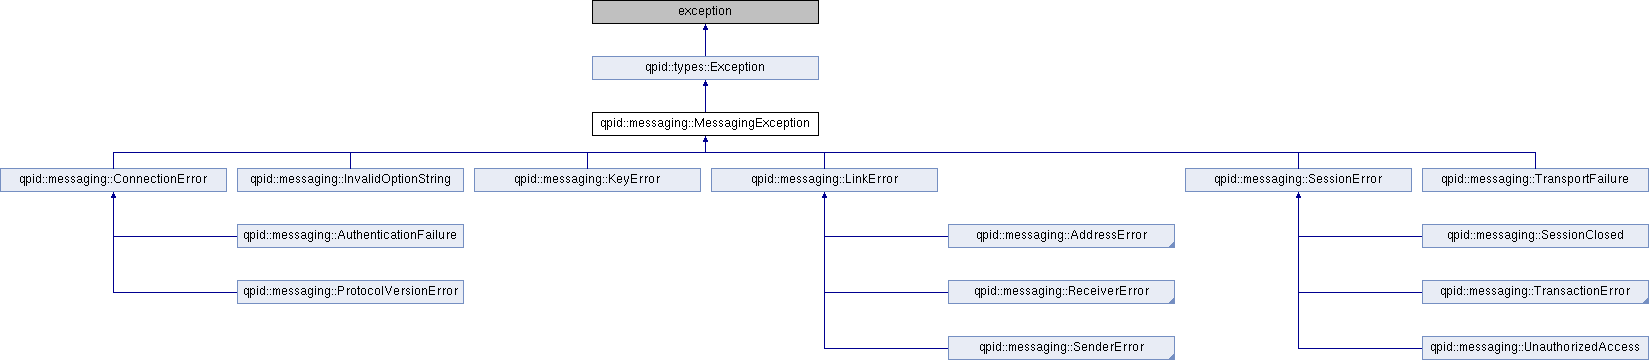 exception
qpid::types::Exception
qpid::messaging::MessagingException
qpid::messaging::ConnectionError
qpid::messaging::InvalidOptionString
qpid::messaging::KeyError
qpid::messaging::LinkError
qpid::messaging::SessionError
qpid::messaging::TransportFailure
qpid::messaging::AuthenticationFailure
qpid::messaging::AddressError
qpid::messaging::SessionClosed
qpid::messaging::ProtocolVersionError
qpid::messaging::ReceiverError
qpid::messaging::TransactionError
qpid::messaging::SenderError
qpid::messaging::UnauthorizedAccess